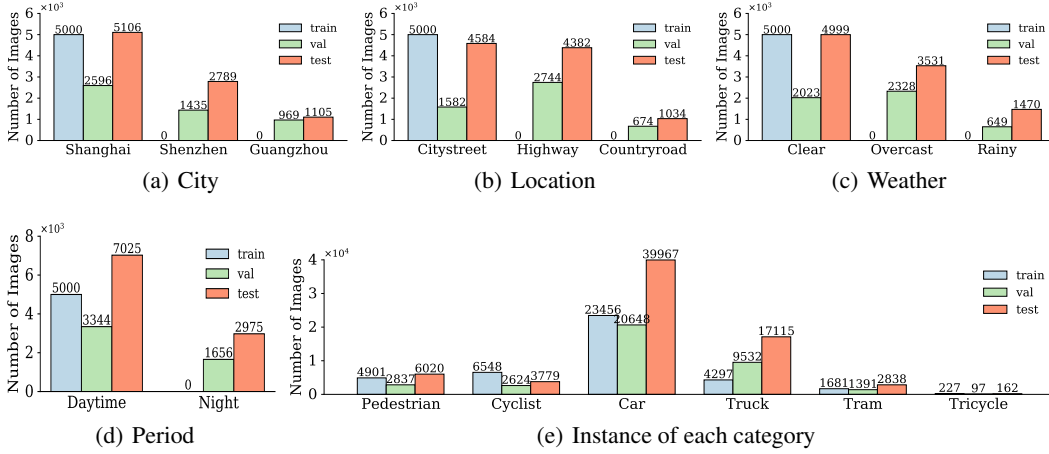 ×10³
Number of Images
6
5
4
3
2
1
0
5000
2596
5106
0
1435
2789
0
969
1105
train
val
test
Shanghai
Shenzhen
Guangzhou
(a) City
×10³
Number of Images
6
5
4
3
2
1
0
5000
1582
4584
0
2744
4382
0
674
1034
train
val
test
Citystreet
Highway
Countryroad
(b) Location
×10³
Number of Images
6
5
4
3
2
1
0
5000
2023
4999
0
2328
3531
0
649
1470
train
val
test
Clear
Overcast
Rainy
(c) Weather
×10³
Number of Images
8
6
4
2
0
5000
3344
7025
0
1656
2975
train
val
test
Daytime
Night
(d) Period
×10⁴
Number of Images
4
3
2
1
0
4901
2837
6020
6548
2624
3779
23456
20648
39967
4297
9532
17115
1681
1391
2838
227
97
162
train
val
test
Pedestrian
Cyclist
Car
Truck
Tram
Tricycle
(e) Instance of each category